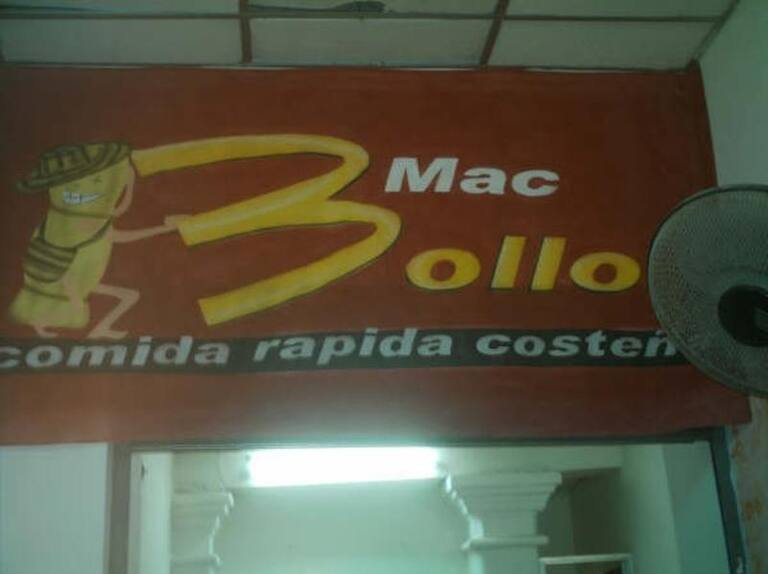 Mac
Bollo
comida rapida costeñ